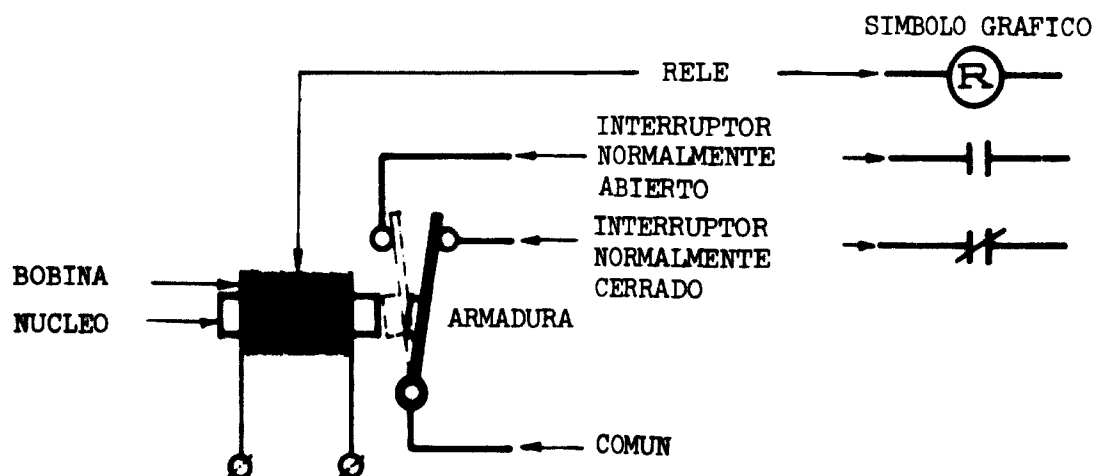 SIMBOLO GRAFICO
RELE
R
INTERRUPTOR
NORMALMENTE
ABIERTO
INTERRUPTOR
NORMALMENTE
CERRADO
BOBINA
NUCLEO
ARMADURA
COMUN